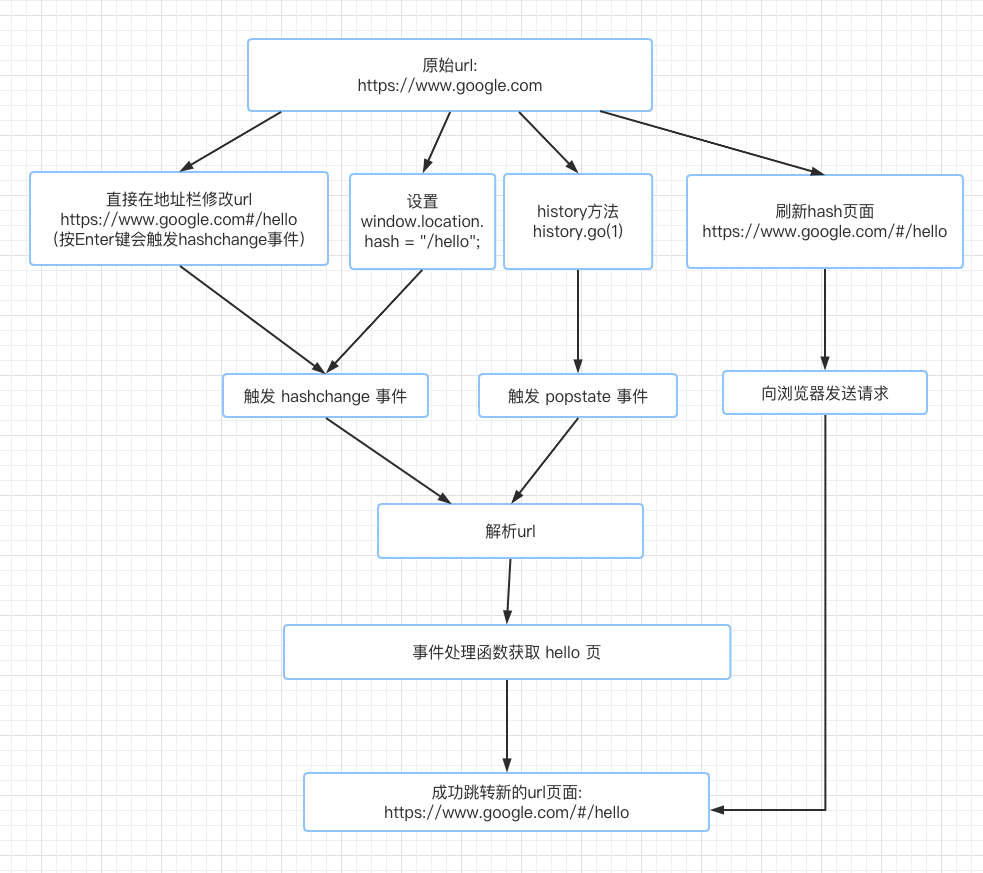 原始url:
https://www.google.com
直接在地址栏修改url
https://www.google.com#/hello
（按Enter键会触发hashchange事件）
设置
window.location.
hash = "/hello";
history方法
history.go(1)
刷新hash页面
https://www.google.com/#/hello
触发 hashchange 事件
触发 popstate 事件
向浏览器发送请求
解析url
事件处理函数获取 hello 页
成功跳转新的url页面:
https://www.google.com/#/hello